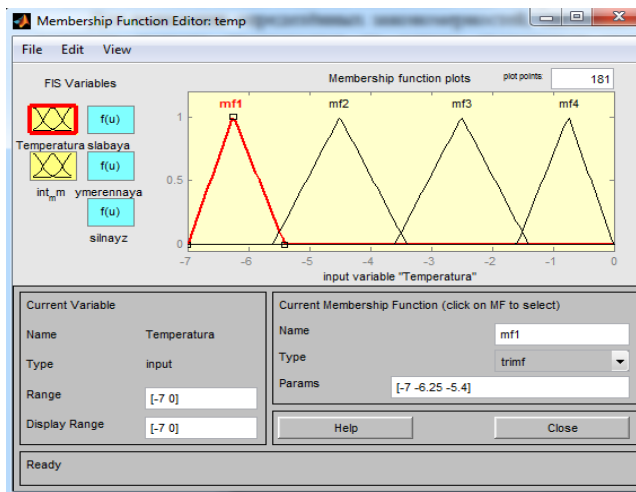 Membership Function Editor: temp
File Edit View
FIS Variables
Membership function plots
plot points:
181
f(u)
Temperatura slabaya
f(u)
int_m ymerennaya
f(u)
silnayz
mf1 mf2 mf3 mf4
1
0.5
0
-7 -6 -5 -4 -3 -2 -1 0
input variable "Temperatura"
Current Variable
Name Temperatura
Type input
Range [-7 0]
Display Range [-7 0]
Current Membership Function (click on MF to select)
Name mf1
Type trimf
Params [-7 -6.25 -5.4]
Help Close
Ready